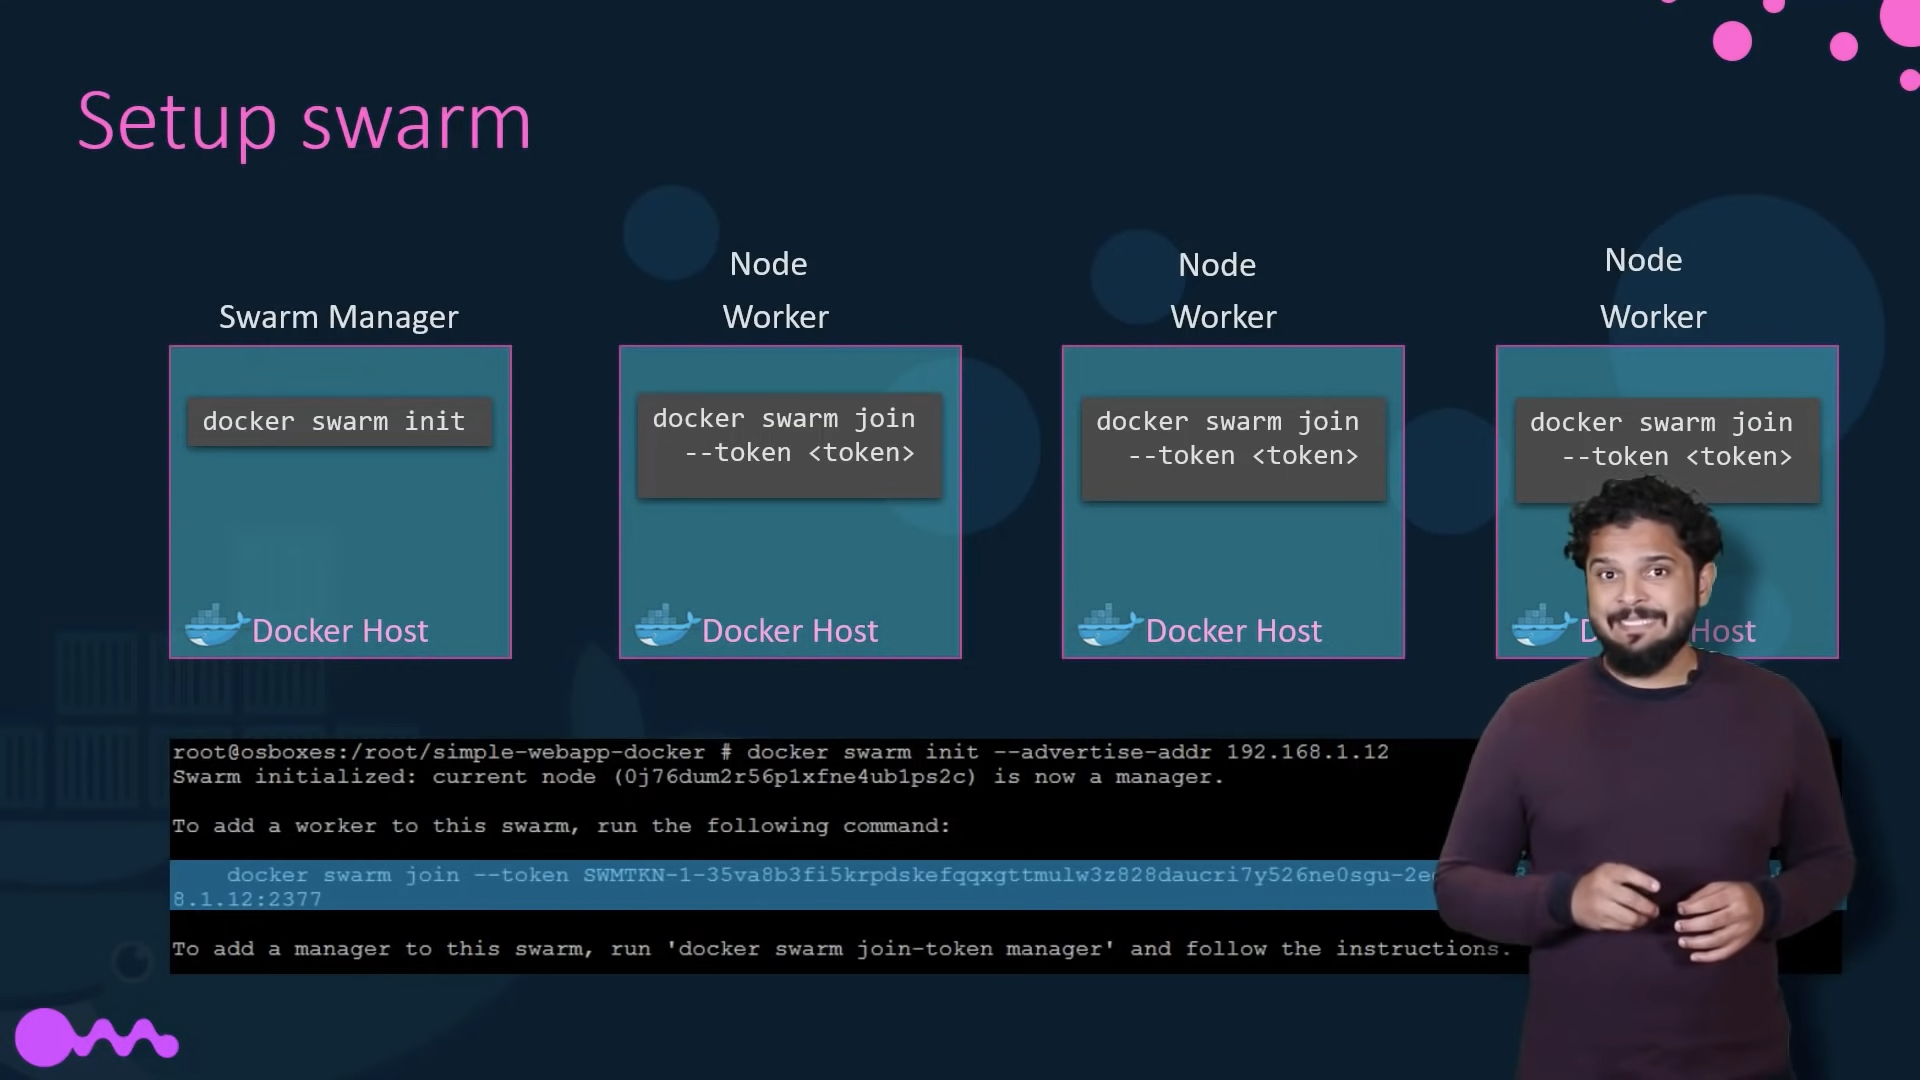 Setup swarm
Swarm Manager
docker swarm init
Docker Host
Node
Worker
docker swarm join
--token <token>
Docker Host
Node
Worker
docker swarm join
--token <token>
Docker Host
Node
Worker
docker swarm join
--token <token>
Host
root@osboxes:/root/simple-webapp-docker # docker swarm init --advertise-addr 192.168.1.12
Swarm initialized: current node (0j76dum2r56p1xfne4ub1ps2c) is now a manager.
To add a worker to this swarm, run the following command:
docker swarm join --token SWMTKN-1-35va8b3fi5krpdskefqqxgttmulw3z828daucri7y526ne0sgu-2e
8.1.12:2377
To add a manager to this swarm, run 'docker swarm join-token manager' and follow the instructions.